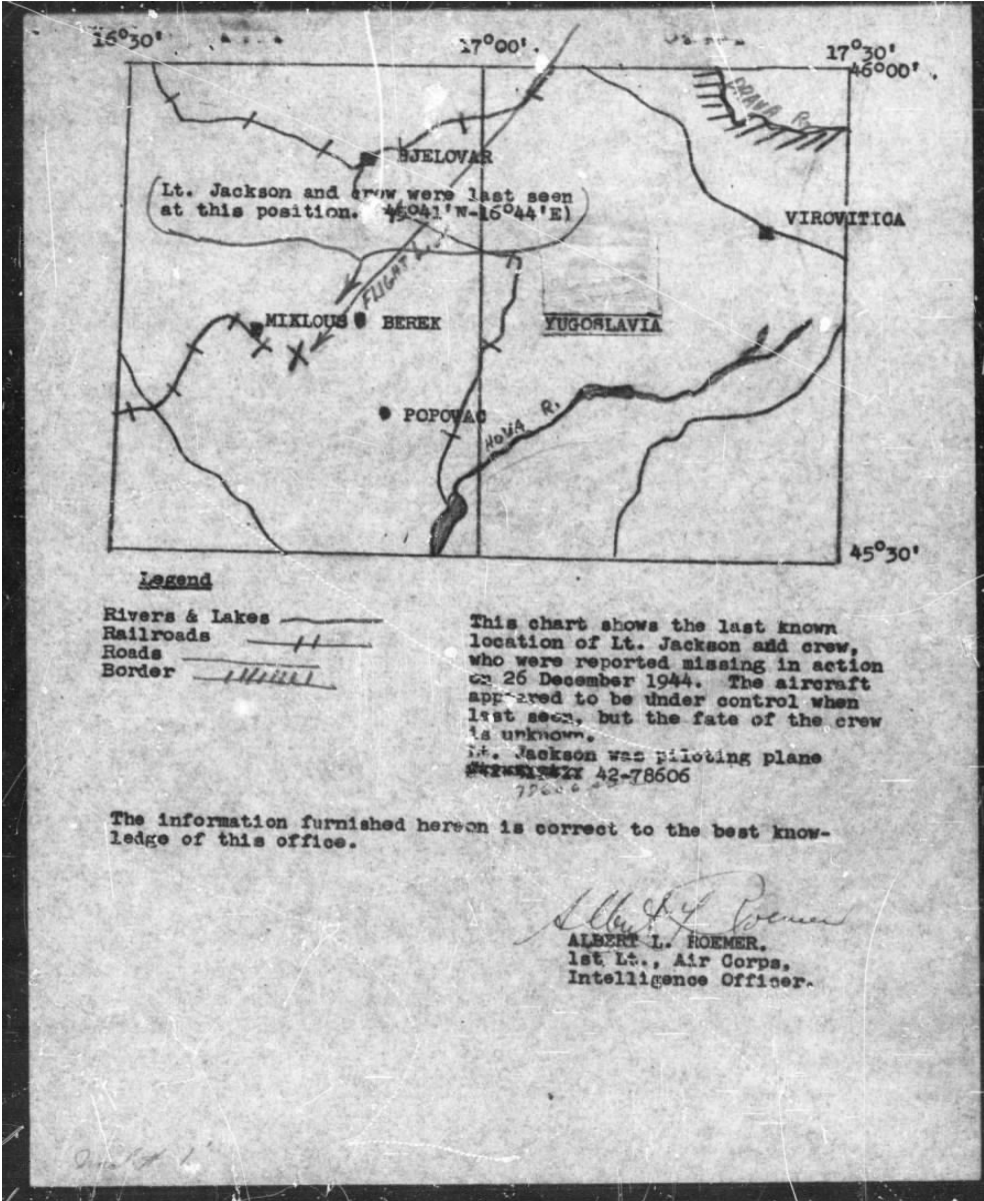 16°30' 17°00' 17°30'
46°00'
DRAVA R.
BJELOVAR
Lt. Jackson and crew were last seen
at this position. (45°41'N-16°44'E)
VIROVITICA
FLIGHT
MIKLOUS BEREK YUGOSLAVIA
X
POPOVAC
R.
45°30'
Legend
Rivers & Lakes
Railroads
Roads
Border
This chart shows the last known
location of Lt. Jackson and crew,
who were reported missing in action
on 26 December 1944. The aircraft
appeared to be under control when
last seen, but the fate of the crew
is unknown.
Lt. Jackson was piloting plane
42-78606
The information furnished hereon is correct to the best know-
ledge of this office.
Albert L Roemer
ALBERT L. ROEMER.
1st Lt., Air Corps,
Intelligence Officer.